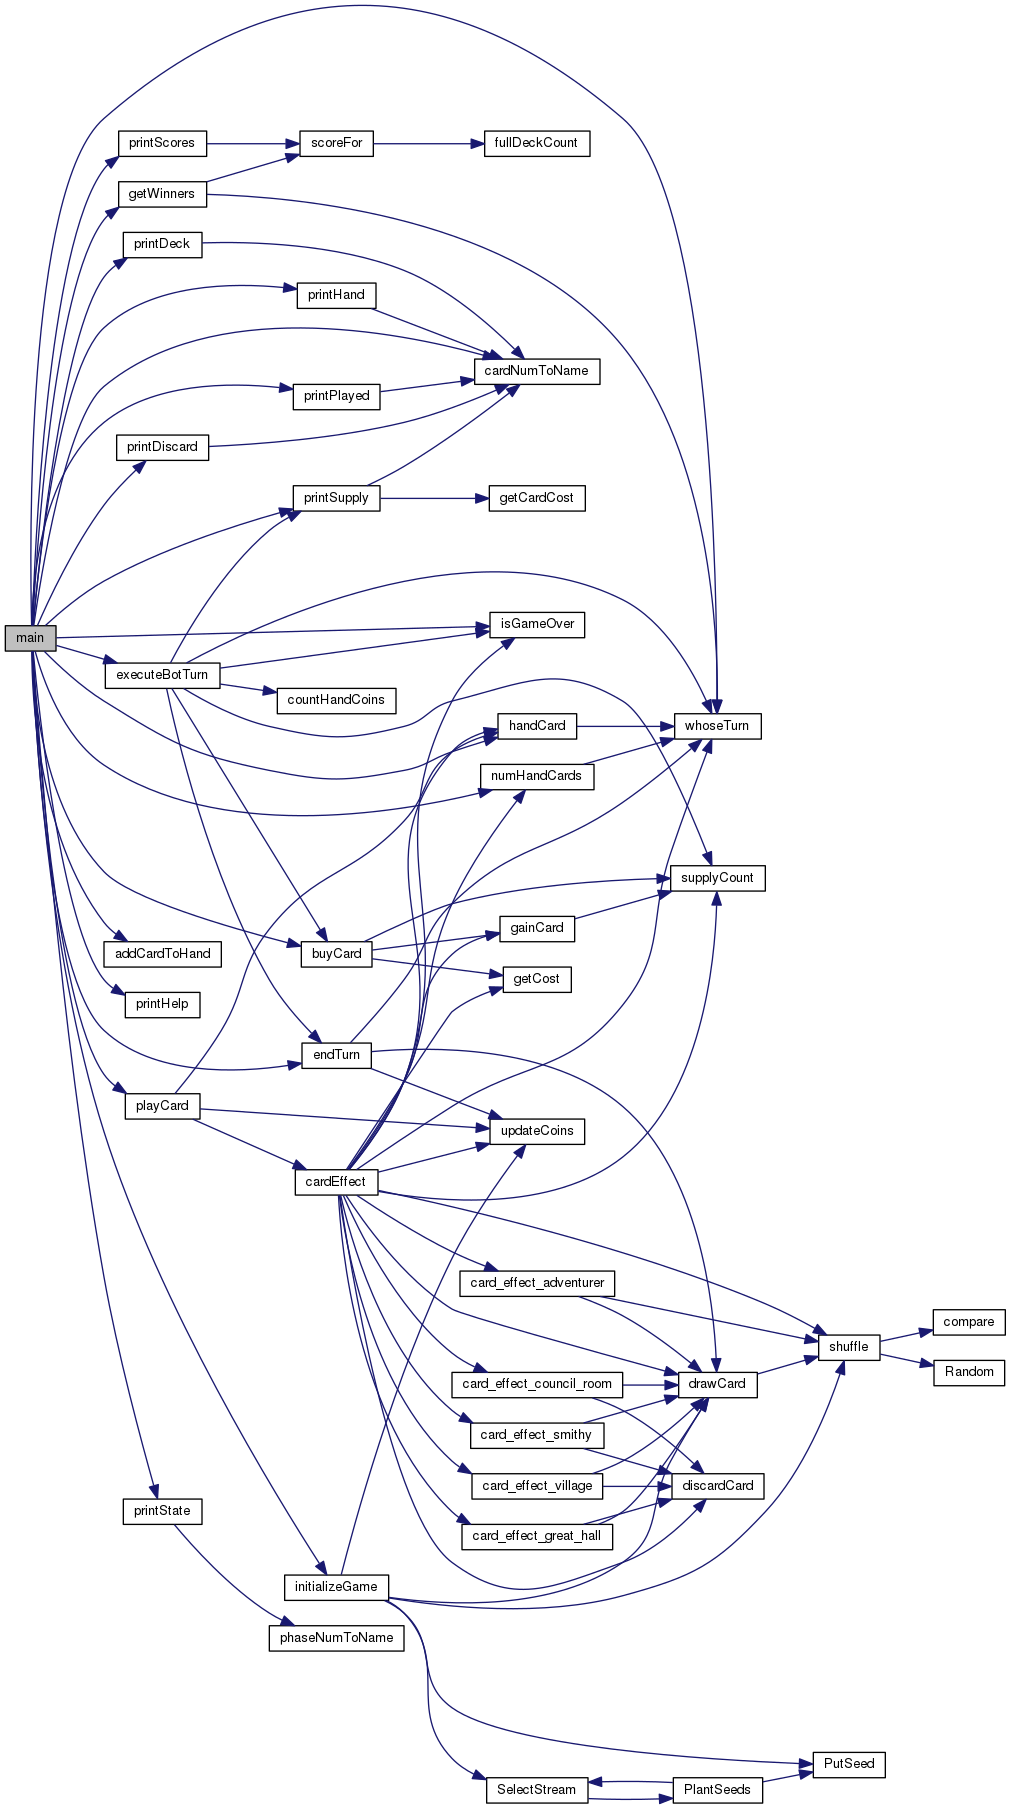 printScores
scoreFor
fullDeckCount
getWinners
printDeck
printHand
cardNumToName
printPlayed
printDiscard
printSupply
getCardCost
main
isGameOver
executeBotTurn
countHandCoins
handCard
whoseTurn
numHandCards
supplyCount
gainCard
addCardToHand
buyCard
getCost
printHelp
endTurn
playCard
updateCoins
cardEffect
card_effect_adventurer
compare
shuffle
Random
card_effect_council_room
drawCard
card_effect_smithy
card_effect_village
discardCard
printState
card_effect_great_hall
initializeGame
phaseNumToName
PutSeed
SelectStream
PlantSeeds